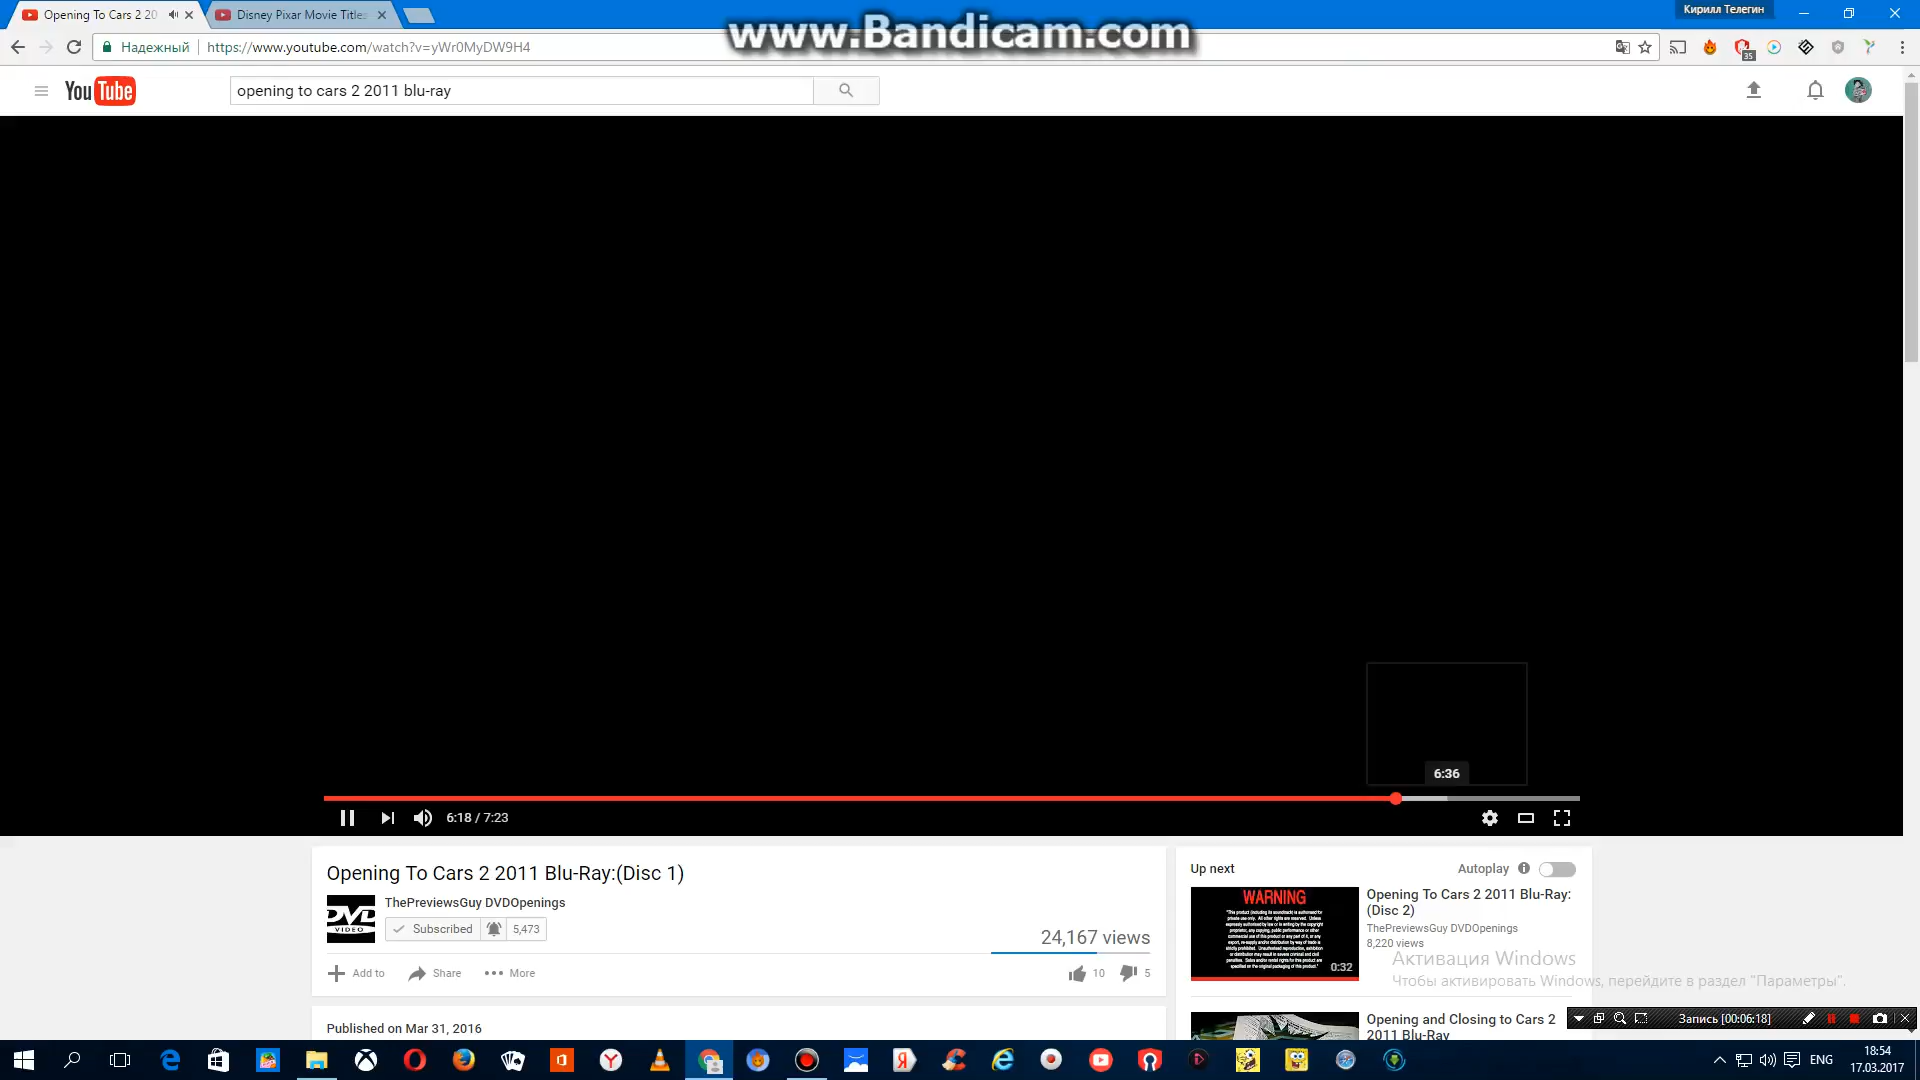 Opening To Cars 2 20
Disney Pixar Movie Titles
www.Bandicam.com
Кирилл Телегин
Надежный
https://www.youtube.com/watch?v=yWr0MyDW9H4
35
YouTube
opening to cars 2 2011 blu-ray
6:36
6:18 / 7:23
Opening To Cars 2 2011 Blu-Ray:(Disc 1)
DVD
VIDEO
ThePreviewsGuy DVDOpenings
Subscribed
5,473
24,167 views
Add to
Share
More
10
5
Published on Mar 31, 2016
Up next
Autoplay
WARNING
0:32
Opening To Cars 2 2011 Blu-Ray:
(Disc 2)
ThePreviewsGuy DVDOpenings
8,220 views
Opening and Closing to Cars 2
2011 Blu-Ray
Активация Windows
Чтобы активировать Windows, перейдите в раздел "Параметры".
Запись [00:06:18]
ENG
18:54
17.03.2017